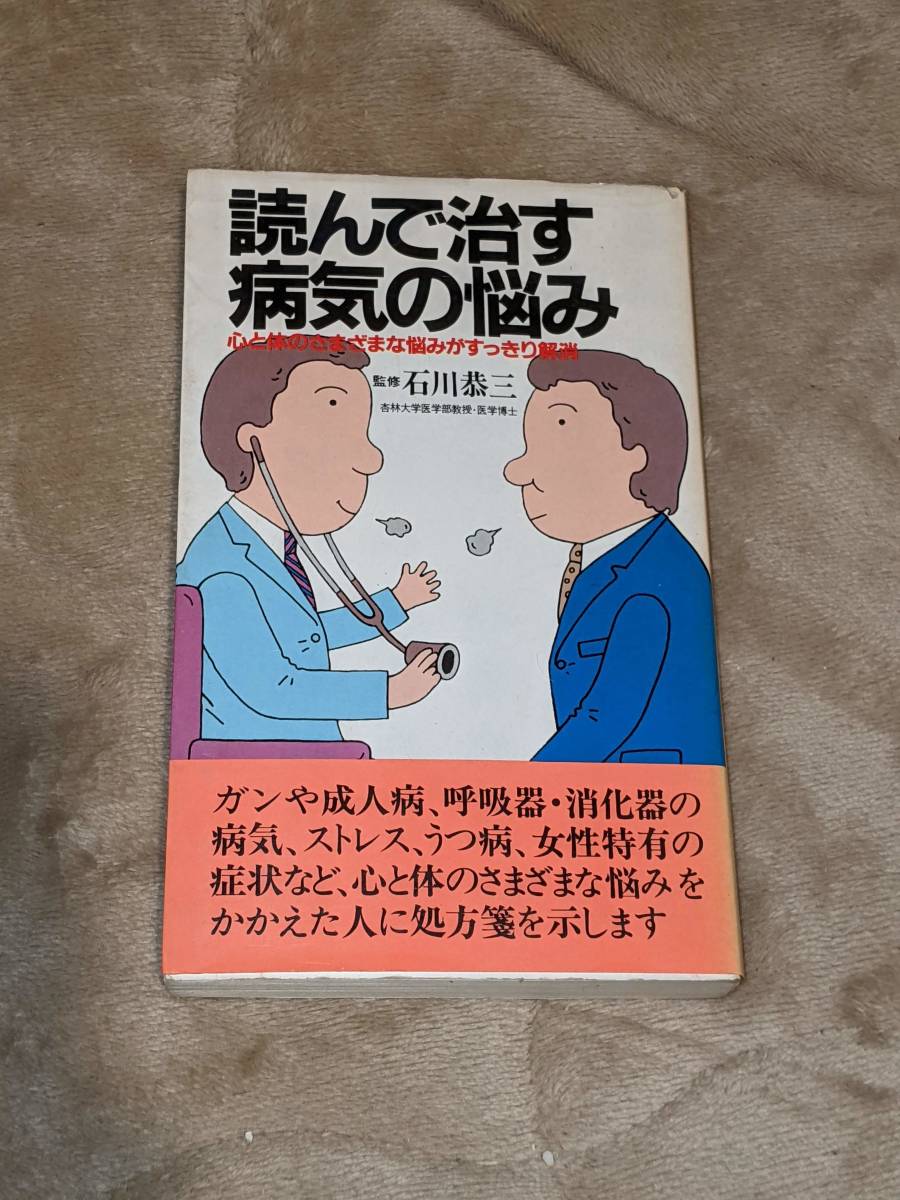 読んで治す
病気の悩み
心と体のさまざまな悩みがすっきり解消
監修 石川恭三
杏林大学医学部教授・医学博士
ガンや成人病、呼吸器・消化器の
病気、ストレス、うつ病、女性特有の
症状など、心と体のさまざまな悩みを
かかえた人に処方箋を示します